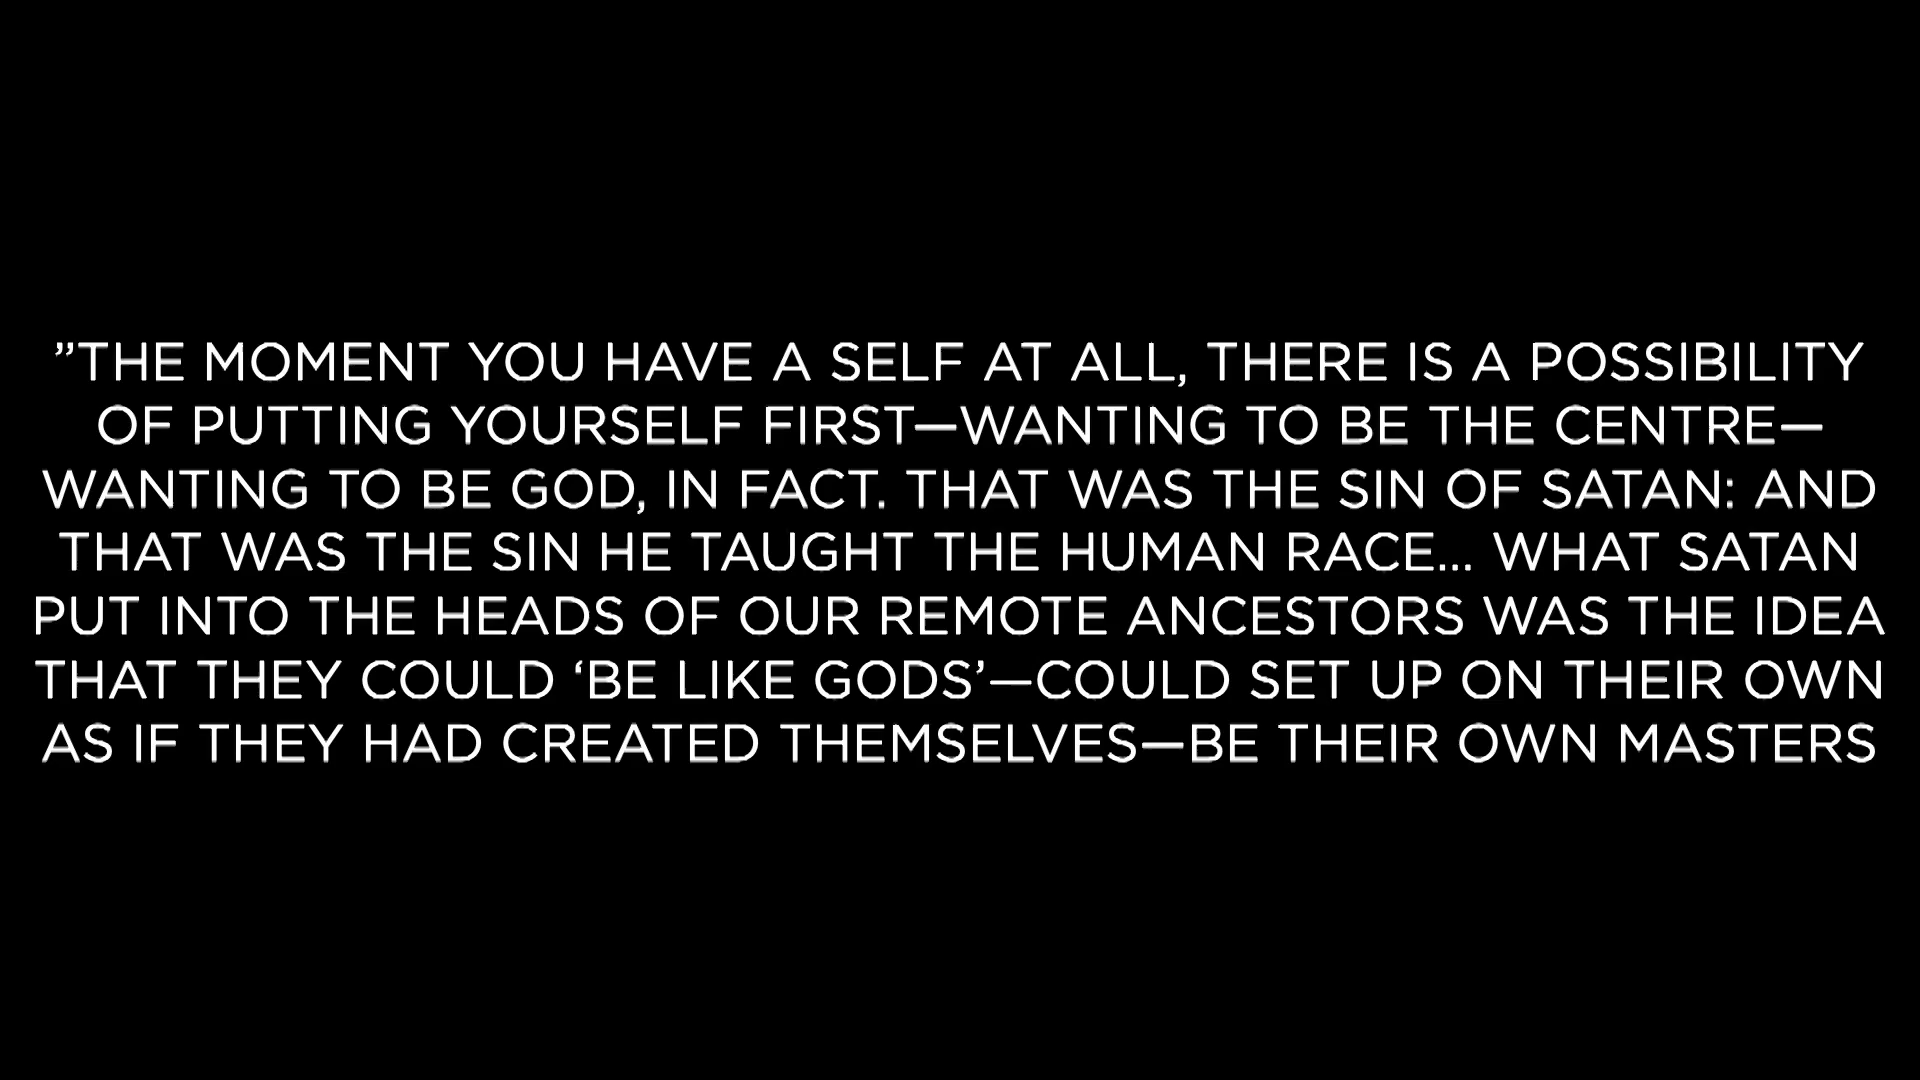 ”THE MOMENT YOU HAVE A SELF AT ALL, THERE IS A POSSIBILITY
OF PUTTING YOURSELF FIRST—WANTING TO BE THE CENTRE—
WANTING TO BE GOD, IN FACT. THAT WAS THE SIN OF SATAN: AND
THAT WAS THE SIN HE TAUGHT THE HUMAN RACE... WHAT SATAN
PUT INTO THE HEADS OF OUR REMOTE ANCESTORS WAS THE IDEA
THAT THEY COULD ‘BE LIKE GODS’—COULD SET UP ON THEIR OWN
AS IF THEY HAD CREATED THEMSELVES—BE THEIR OWN MASTERS